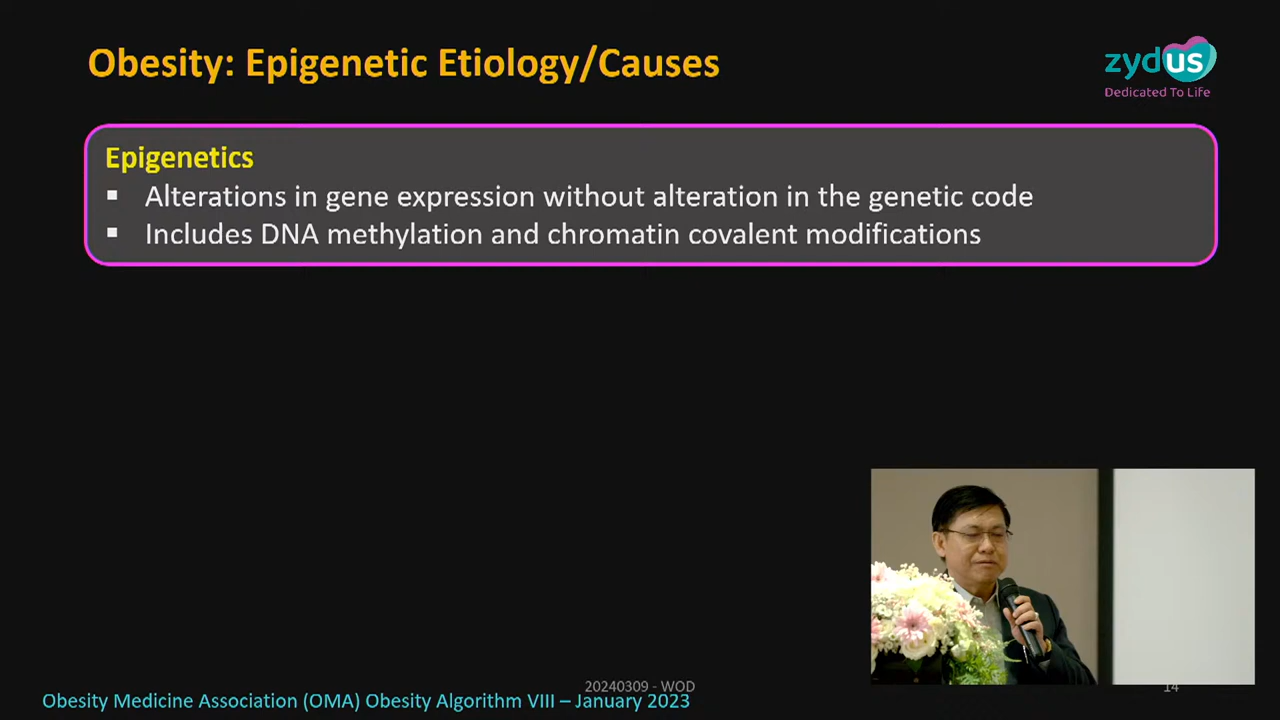 Obesity: Epigenetic Etiology/Causes
zydus
Dedicated To Life
Epigenetics
▪ Alterations in gene expression without alteration in the genetic code
▪ Includes DNA methylation and chromatin covalent modifications
20240309 - WOD
14
Obesity Medicine Association (OMA) Obesity Algorithm VIII – January 2023